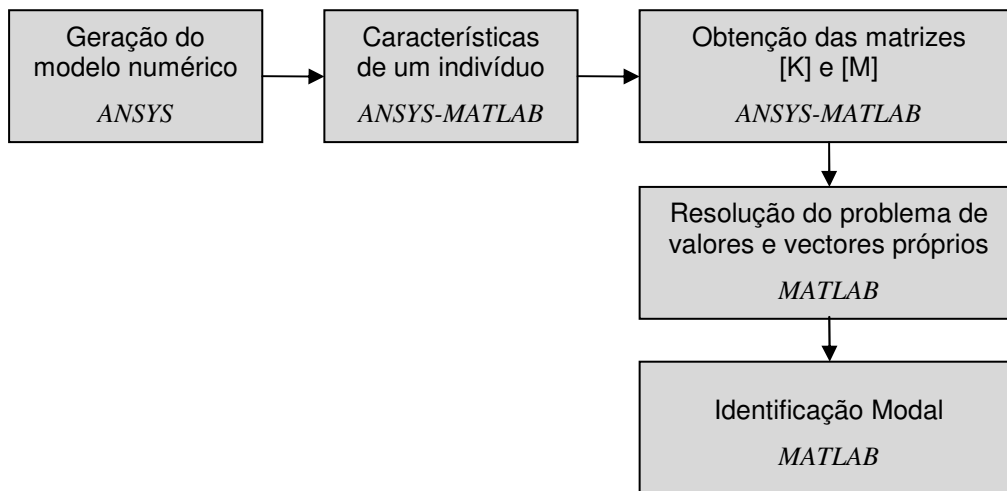 Geração do
modelo numérico
ANSYS
Características
de um indivíduo
ANSYS-MATLAB
Obtenção das matrizes
[K] e [M]
ANSYS-MATLAB
Resolução do problema de
valores e vectores próprios
MATLAB
Identificação Modal
MATLAB